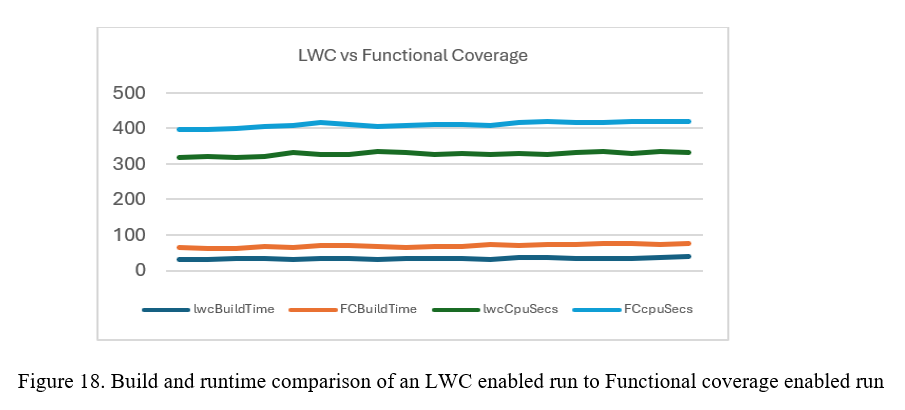 LWC vs Functional Coverage
500
400
300
200
100
0
lwcBuildTime FCBuildTime lwcCpuSecs FCcpuSecs
Figure 18. Build and runtime comparison of an LWC enabled run to Functional coverage enabled run